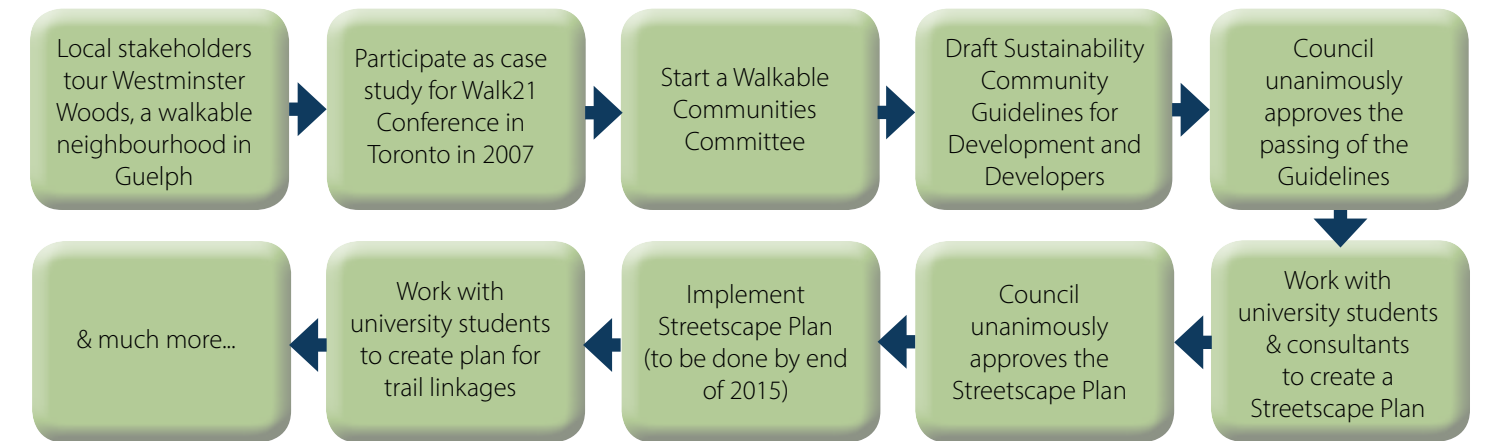 Local stakeholders
tour Westminster
Woods, a walkable
neighbourhood in
Guelph
Participate as case
study for Walk21
Conference in
Toronto in 2007
Start a Walkable
Communities
Committee
Draft Sustainability
Community
Guidelines for
Development and
Developers
Council
unanimously
approves the
passing of the
Guidelines
Work with
university students
& consultants
to create a
Streetscape Plan
Council
unanimously
approves the
Streetscape Plan
Implement
Streetscape Plan
(to be done by end
of 2015)
Work with
university students
to create plan for
trail linkages
& much more...